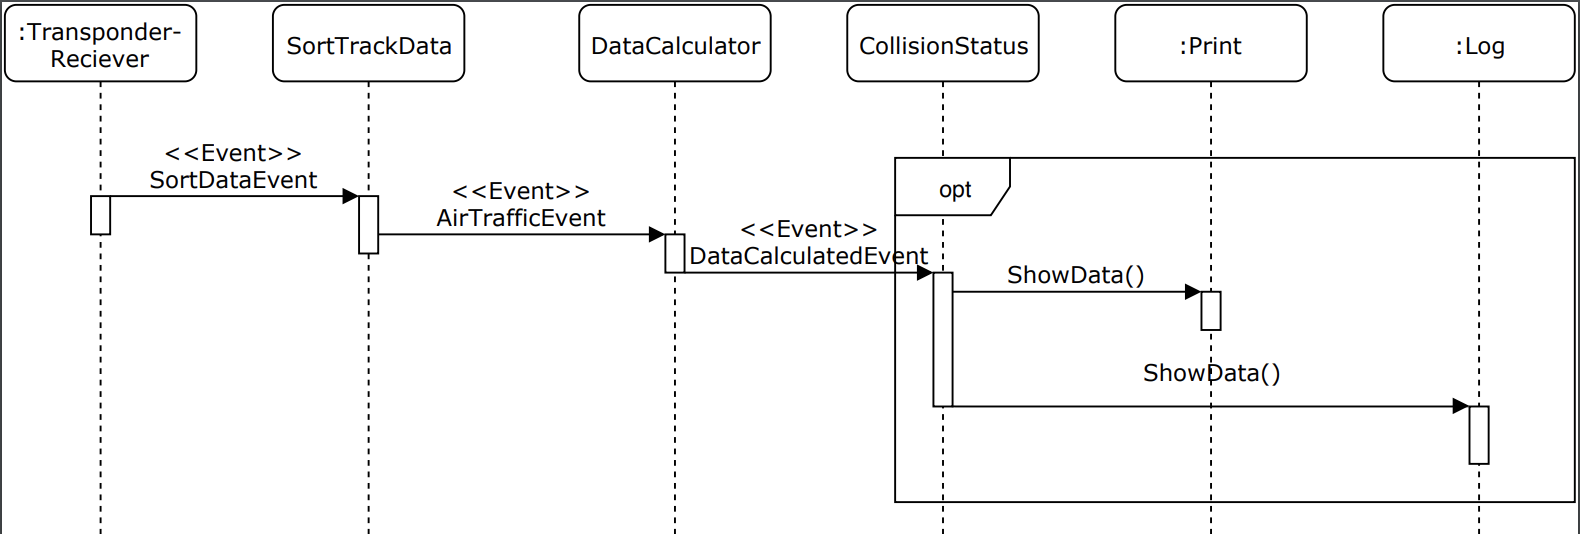 :Transponder-
Reciever
SortTrackData
DataCalculator
CollisionStatus
:Print
:Log
<<Event>>
SortDataEvent
<<Event>>
AirTrafficEvent
<<Event>>
DataCalculatedEvent
opt
ShowData()
ShowData()